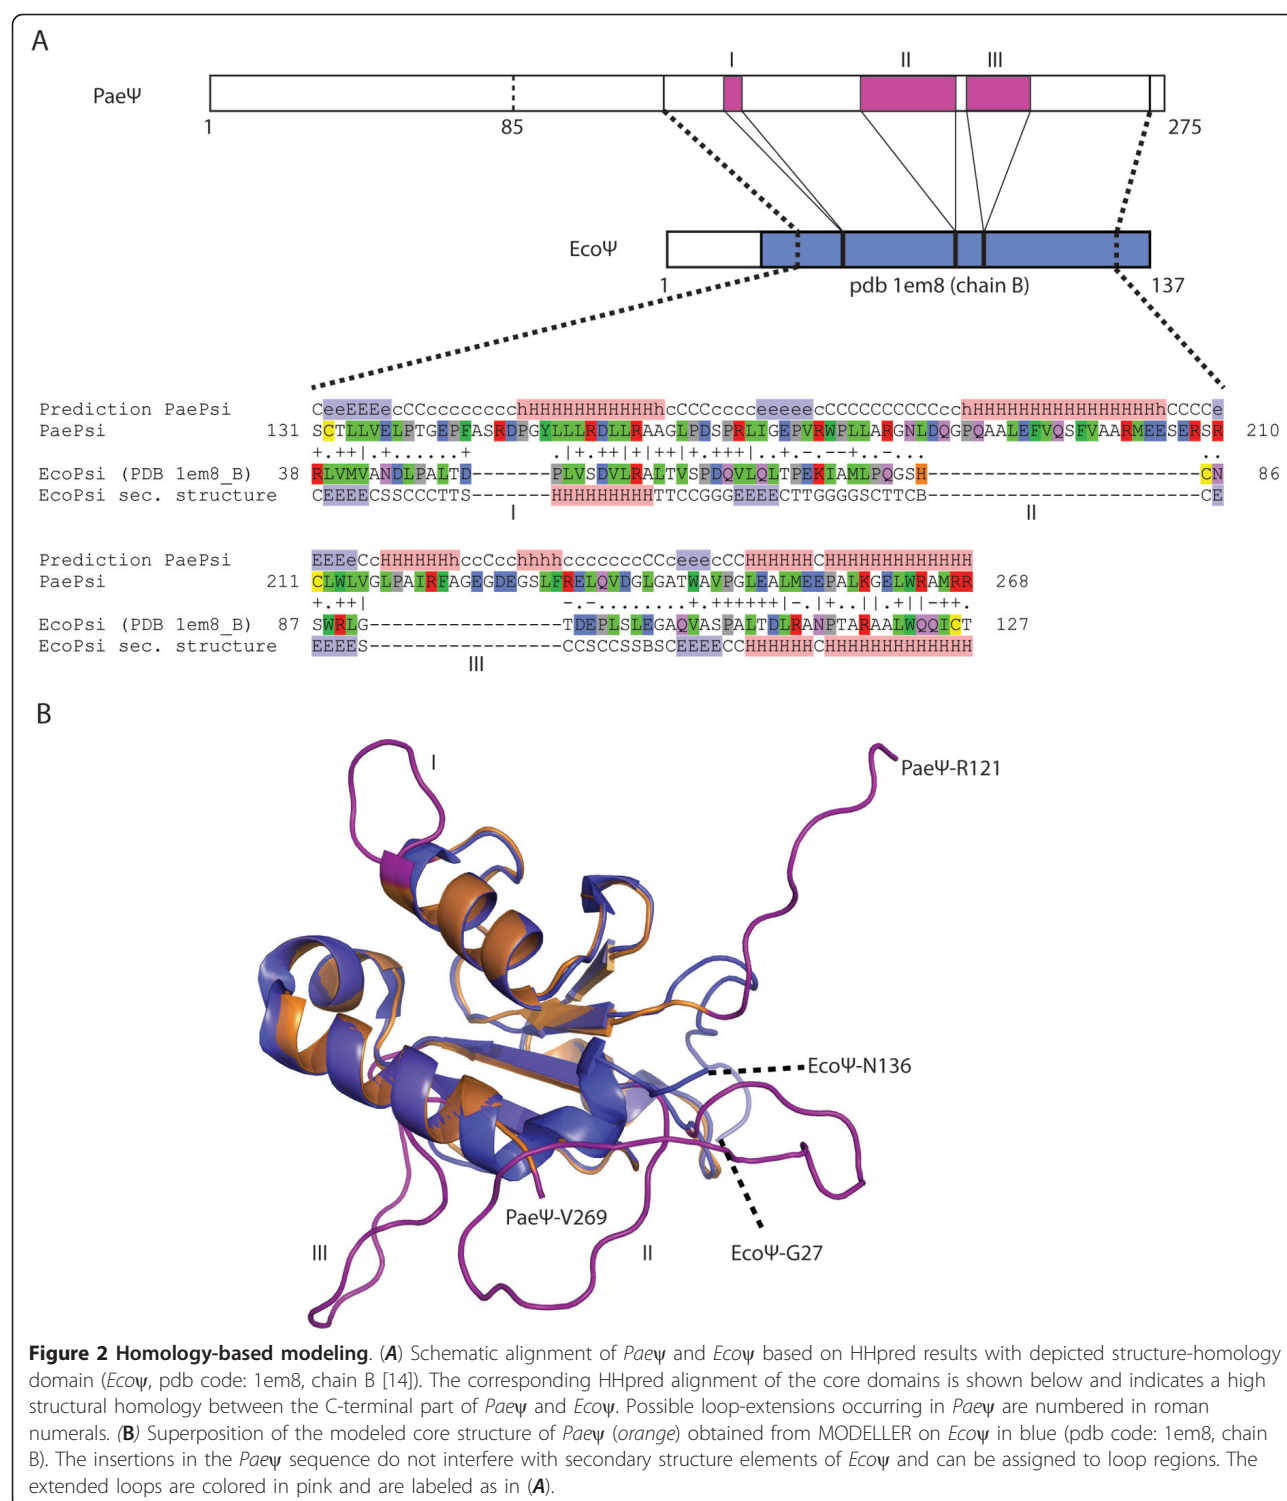 A
I II III
PaeΨ
1 85 275
EcoΨ
1 pdb 1em8 (chain B) 137
Prediction PaePsi CeeEEEecCCcccccccchHHHHHHHHHHHHhcCCCCcccceeeeecCCCCCCCCCCCccchHHHHHHHHHHHHHHHHHhCCCCe
PaePsi 131 SCTLLVELPTGEPFASRDPGYLLLRDLLRAAGLPDSPRLIGEPVRWPLLARGNLDQGPQAALEFVQSFVAARMEESERSR 210
+.++|.+......+ .|+.++|++|+|+.+++.++|.+..-.--+..-... ..
EcoPsi (PDB 1em8_B) 38 RLVMVANDLPALTD-------PLVSDVLRALTVSPDQVLQLTPEKIAMLPQGSH------------------------CN 86
EcoPsi sec. structure CEEEECSSCCCTTS-------HHHHHHHHHTTCCGGGEEEECTTGGGGSCTTCB------------------------CE
I II
Prediction PaePsi EEEeCcHHHHHHhccCCcchhhhccccccCCCceeecCCHHHHHHCHHHHHHHHHHHHH
PaePsi 211 CLWLVGLPAIRFAGEGDEGSLFRELQVDGLGATWAVPGLEALMEEPALKGELWRAMRR 268
+.++| -.-.......+.++++++|-.|+..||.+||-++.
EcoPsi (PDB 1em8_B) 87 SWRLG-----------------TDEPLSLEGAQVASPALTDLRANPTARAALWQQICT 127
EcoPsi sec. structure EEEES-----------------CCSCCSSBSCEEEECCHHHHHHCHHHHHHHHHHHHH
III
B
I
PaeΨ-R121
EcoΨ-N136
PaeΨ-V269
III II EcoΨ-G27
Figure 2 Homology-based modeling. (A) Schematic alignment of Paeψ and Ecoψ based on HHpred results with depicted structure-homology
domain (Ecoψ, pdb code: 1em8, chain B [14]). The corresponding HHpred alignment of the core domains is shown below and indicates a high
structural homology between the C-terminal part of Paeψ and Ecoψ. Possible loop-extensions occurring in Paeψ are numbered in roman
numerals. (B) Superposition of the modeled core structure of Paeψ (orange) obtained from MODELLER on Ecoψ in blue (pdb code: 1em8, chain
B). The insertions in the Paeψ sequence do not interfere with secondary structure elements of Ecoψ and can be assigned to loop regions. The
extended loops are colored in pink and are labeled as in (A).